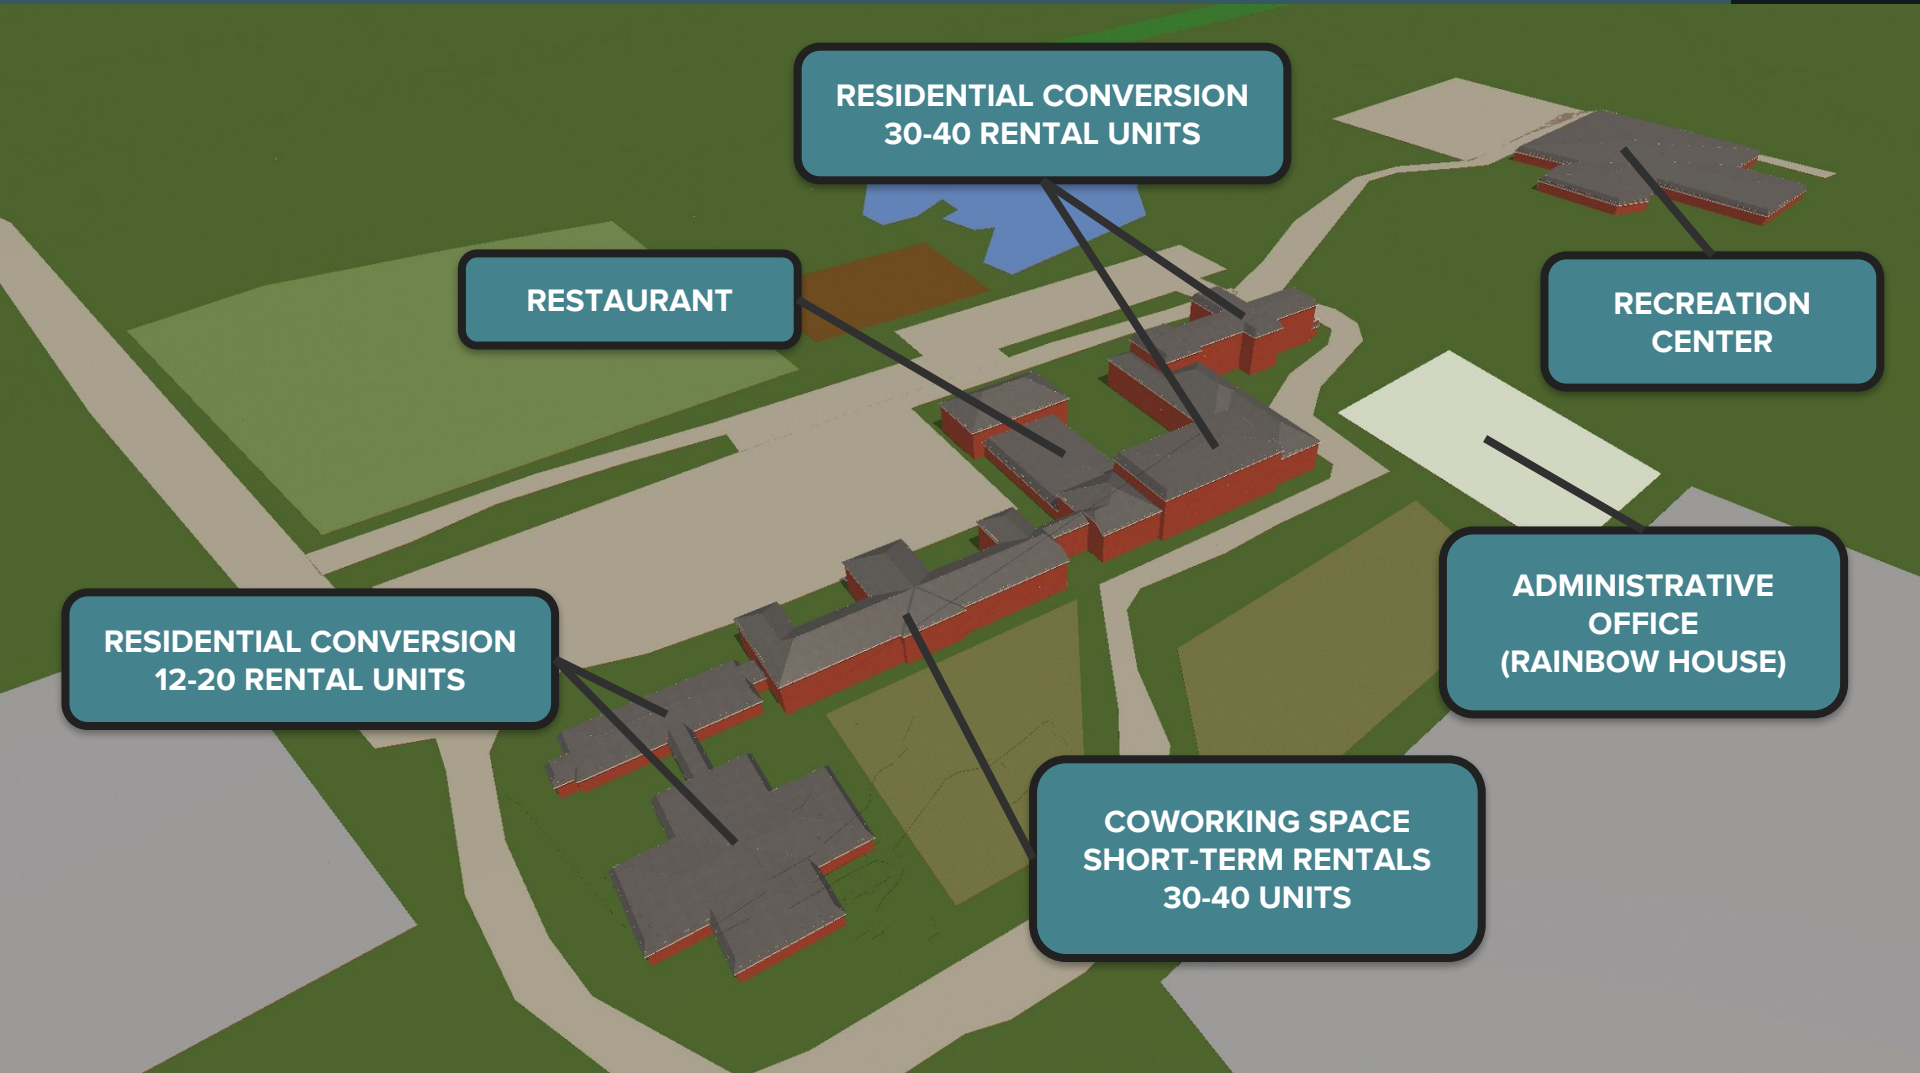 RESIDENTIAL CONVERSION
30-40 RENTAL UNITS
RESTAURANT
RECREATION
CENTER
ADMINISTRATIVE
OFFICE
(RAINBOW HOUSE)
RESIDENTIAL CONVERSION
12-20 RENTAL UNITS
COWORKING SPACE
SHORT-TERM RENTALS
30-40 UNITS